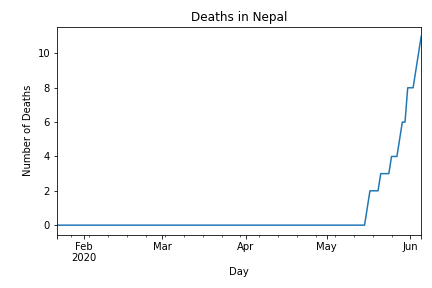 Deaths in Nepal
Number of Deaths
10
8
6
4
2
0
Feb
2020
Mar
Apr
May
Jun
Day